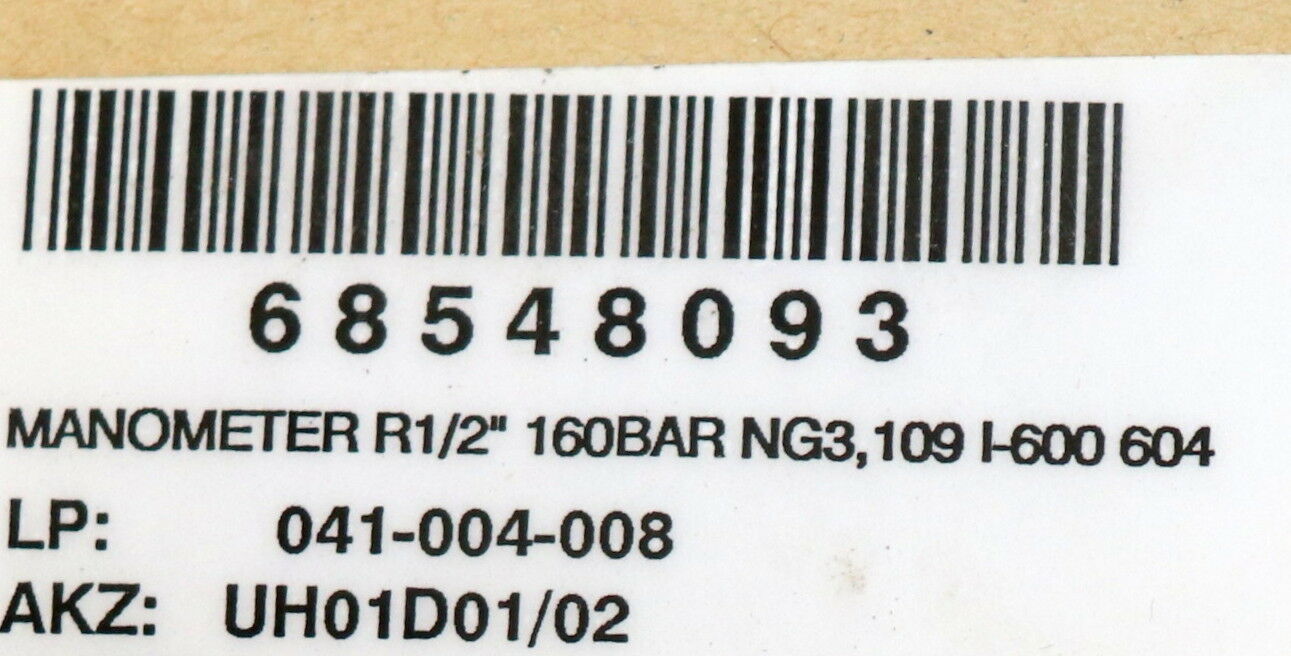 68548093
MANOMETER R1/2" 160BAR NG3,109 I-600 604
LP: 041-004-008
AKZ: UH01D01/02